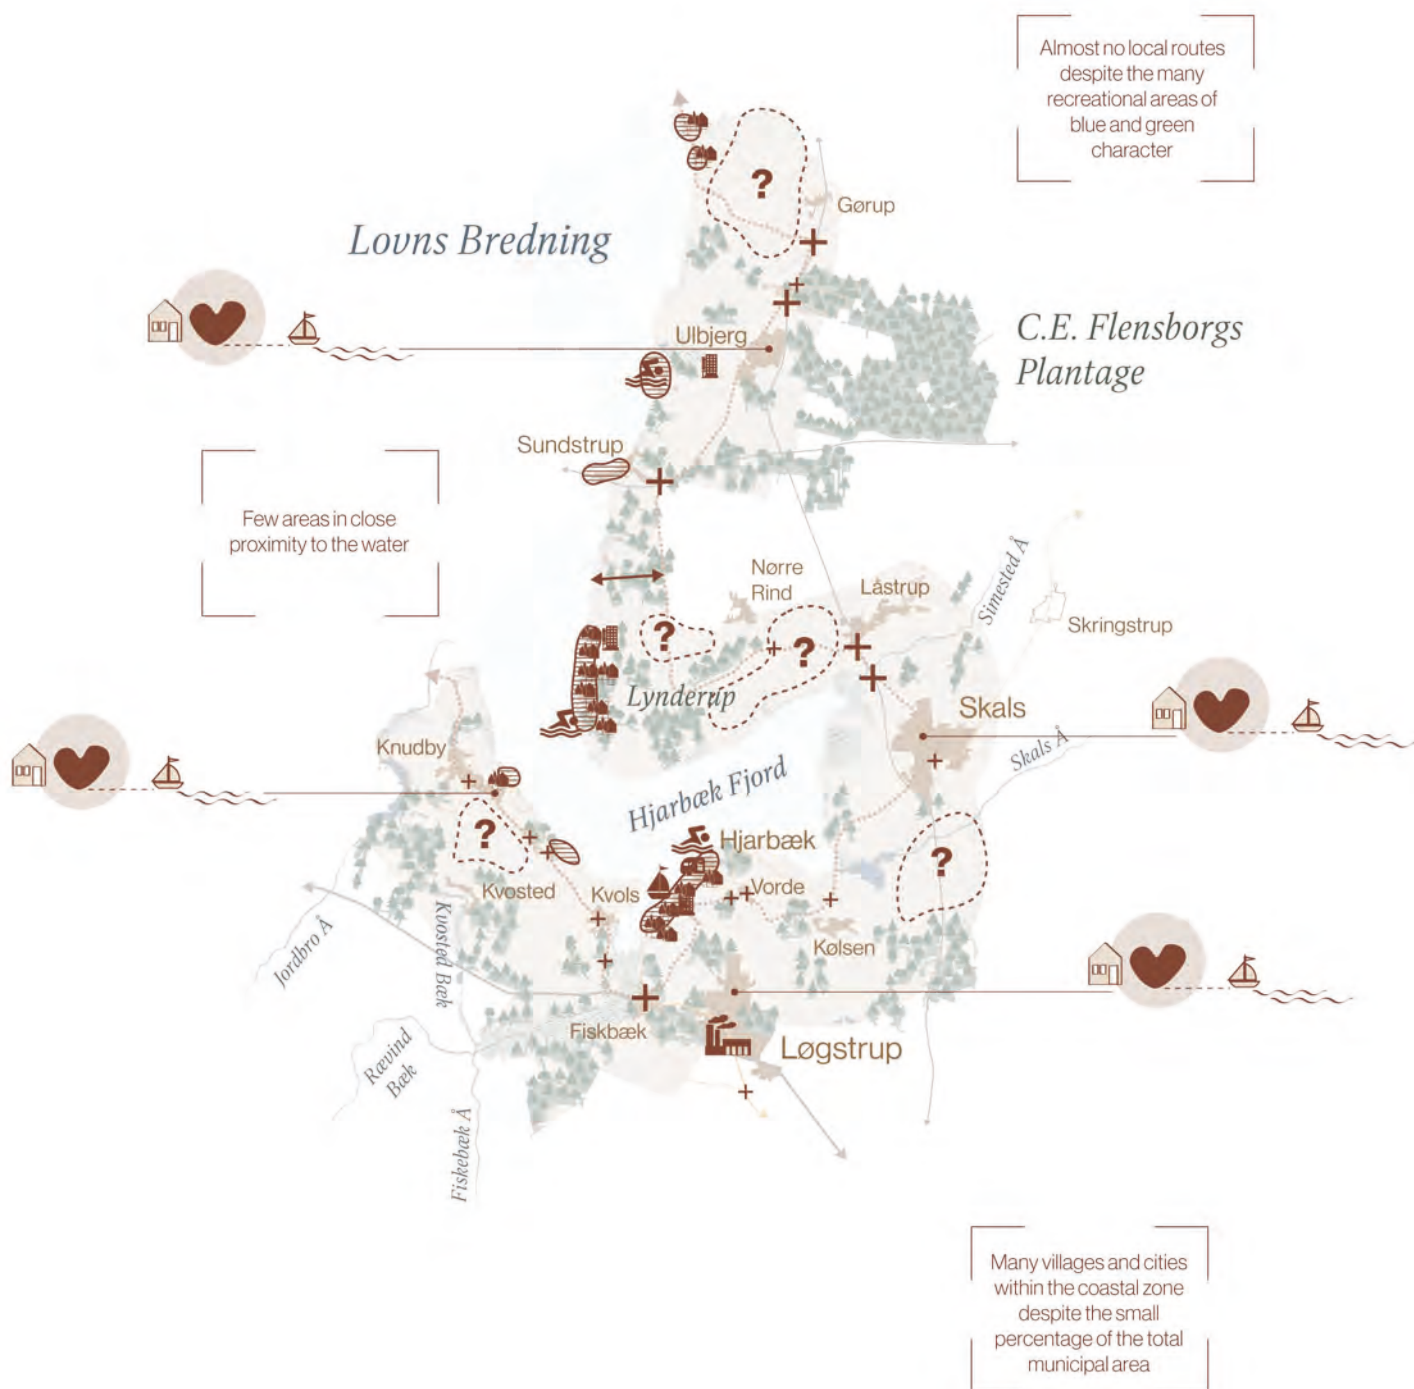 Almost no local routes
despite the many
recreational areas of
blue and green
character
?
Gørup
Lovns Bredning
C.E. Flensborgs
Plantage
Ulbjerg
Sundstrup
Few areas in close
proximity to the water
Nørre
Rind
Låstrup
Simested Å
Skringstrup
?
?
Lynderup
Skals
Skals Å
Knudby
Hjarbæk Fjord
?
Hjarbæk
?
Kvosted
Kvols
Vorde
Kølsen
Jordbro Å
Kvosted Bæk
Fiskbæk
Løgstrup
Rævind
Bæk
Fiskebæk Å
Many villages and cities
within the coastal zone
despite the small
percentage of the total
municipal area